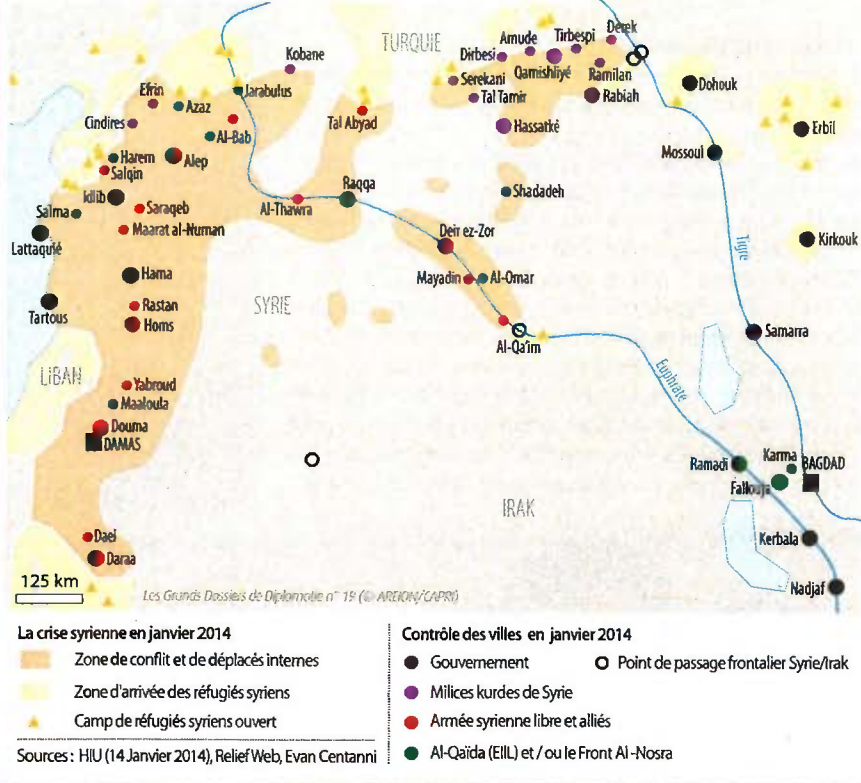 TURQUIE
Kobane
Amude
Tirbespi
Derek
Dirbesi
Qamishliyé
Ramilan
Dohouk
Efrin
Azaz
Jarabulus
Serekani
Tal Tamir
Rabiah
Erbil
Cindires
Al-Bab
Tal Abyad
Hassatké
Mossoul
Harem
Alep
Salqin
Idlib
Saraqeb
Al-Thawra
Raqqa
Shadadeh
Salma
Maarat al-Numan
Deir ez-Zor
Kirkouk
Lattaquié
Tigre
Hama
Mayadin
Al-Omar
Tartous
Rastan
SYRIE
Homs
Al-Qa'im
Samarra
LIBAN
Yabroud
Euphrate
Maaloula
Douma
DAMAS
Ramadi
Karma
BAGDAD
Fallouja
IRAK
Dael
Daraa
Kerbala
Nadjaf
125 km
Les Grands Dossiers de Diplomatie n° 19 (© AREION/CAPRI)
La crise syrienne en janvier 2014
Zone de conflit et de déplacés internes
Zone d'arrivée des réfugiés syriens
Camp de réfugiés syriens ouvert
Sources : HIU (14 Janvier 2014), Relief Web, Evan Centanni
Contrôle des villes en janvier 2014
Gouvernement
Point de passage frontalier Syrie/Irak
Milices kurdes de Syrie
Armée syrienne libre et alliés
Al-Qaïda (EIIL) et / ou le Front Al-Nosra